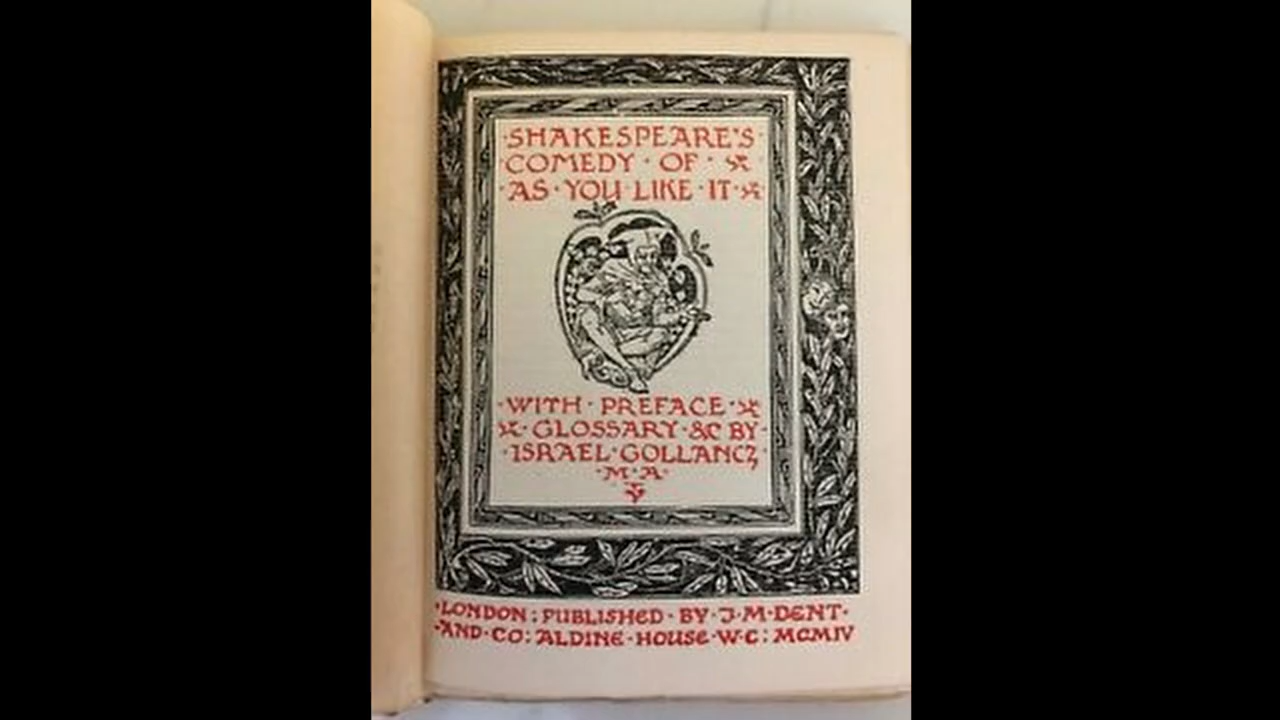 ·SHAKESPEARE'S·
COMEDY · OF ·
·AS·YOU·LIKE·IT·
·WITH·PREFACE·
·GLOSSARY·&C BY·
·ISRAEL·GOLLANCZ
·M·A·
·LONDON: PUBLISHED·BY·J·M·DENT·
·AND·CO: ALDINE·HOUSE·W·C: MCMIV